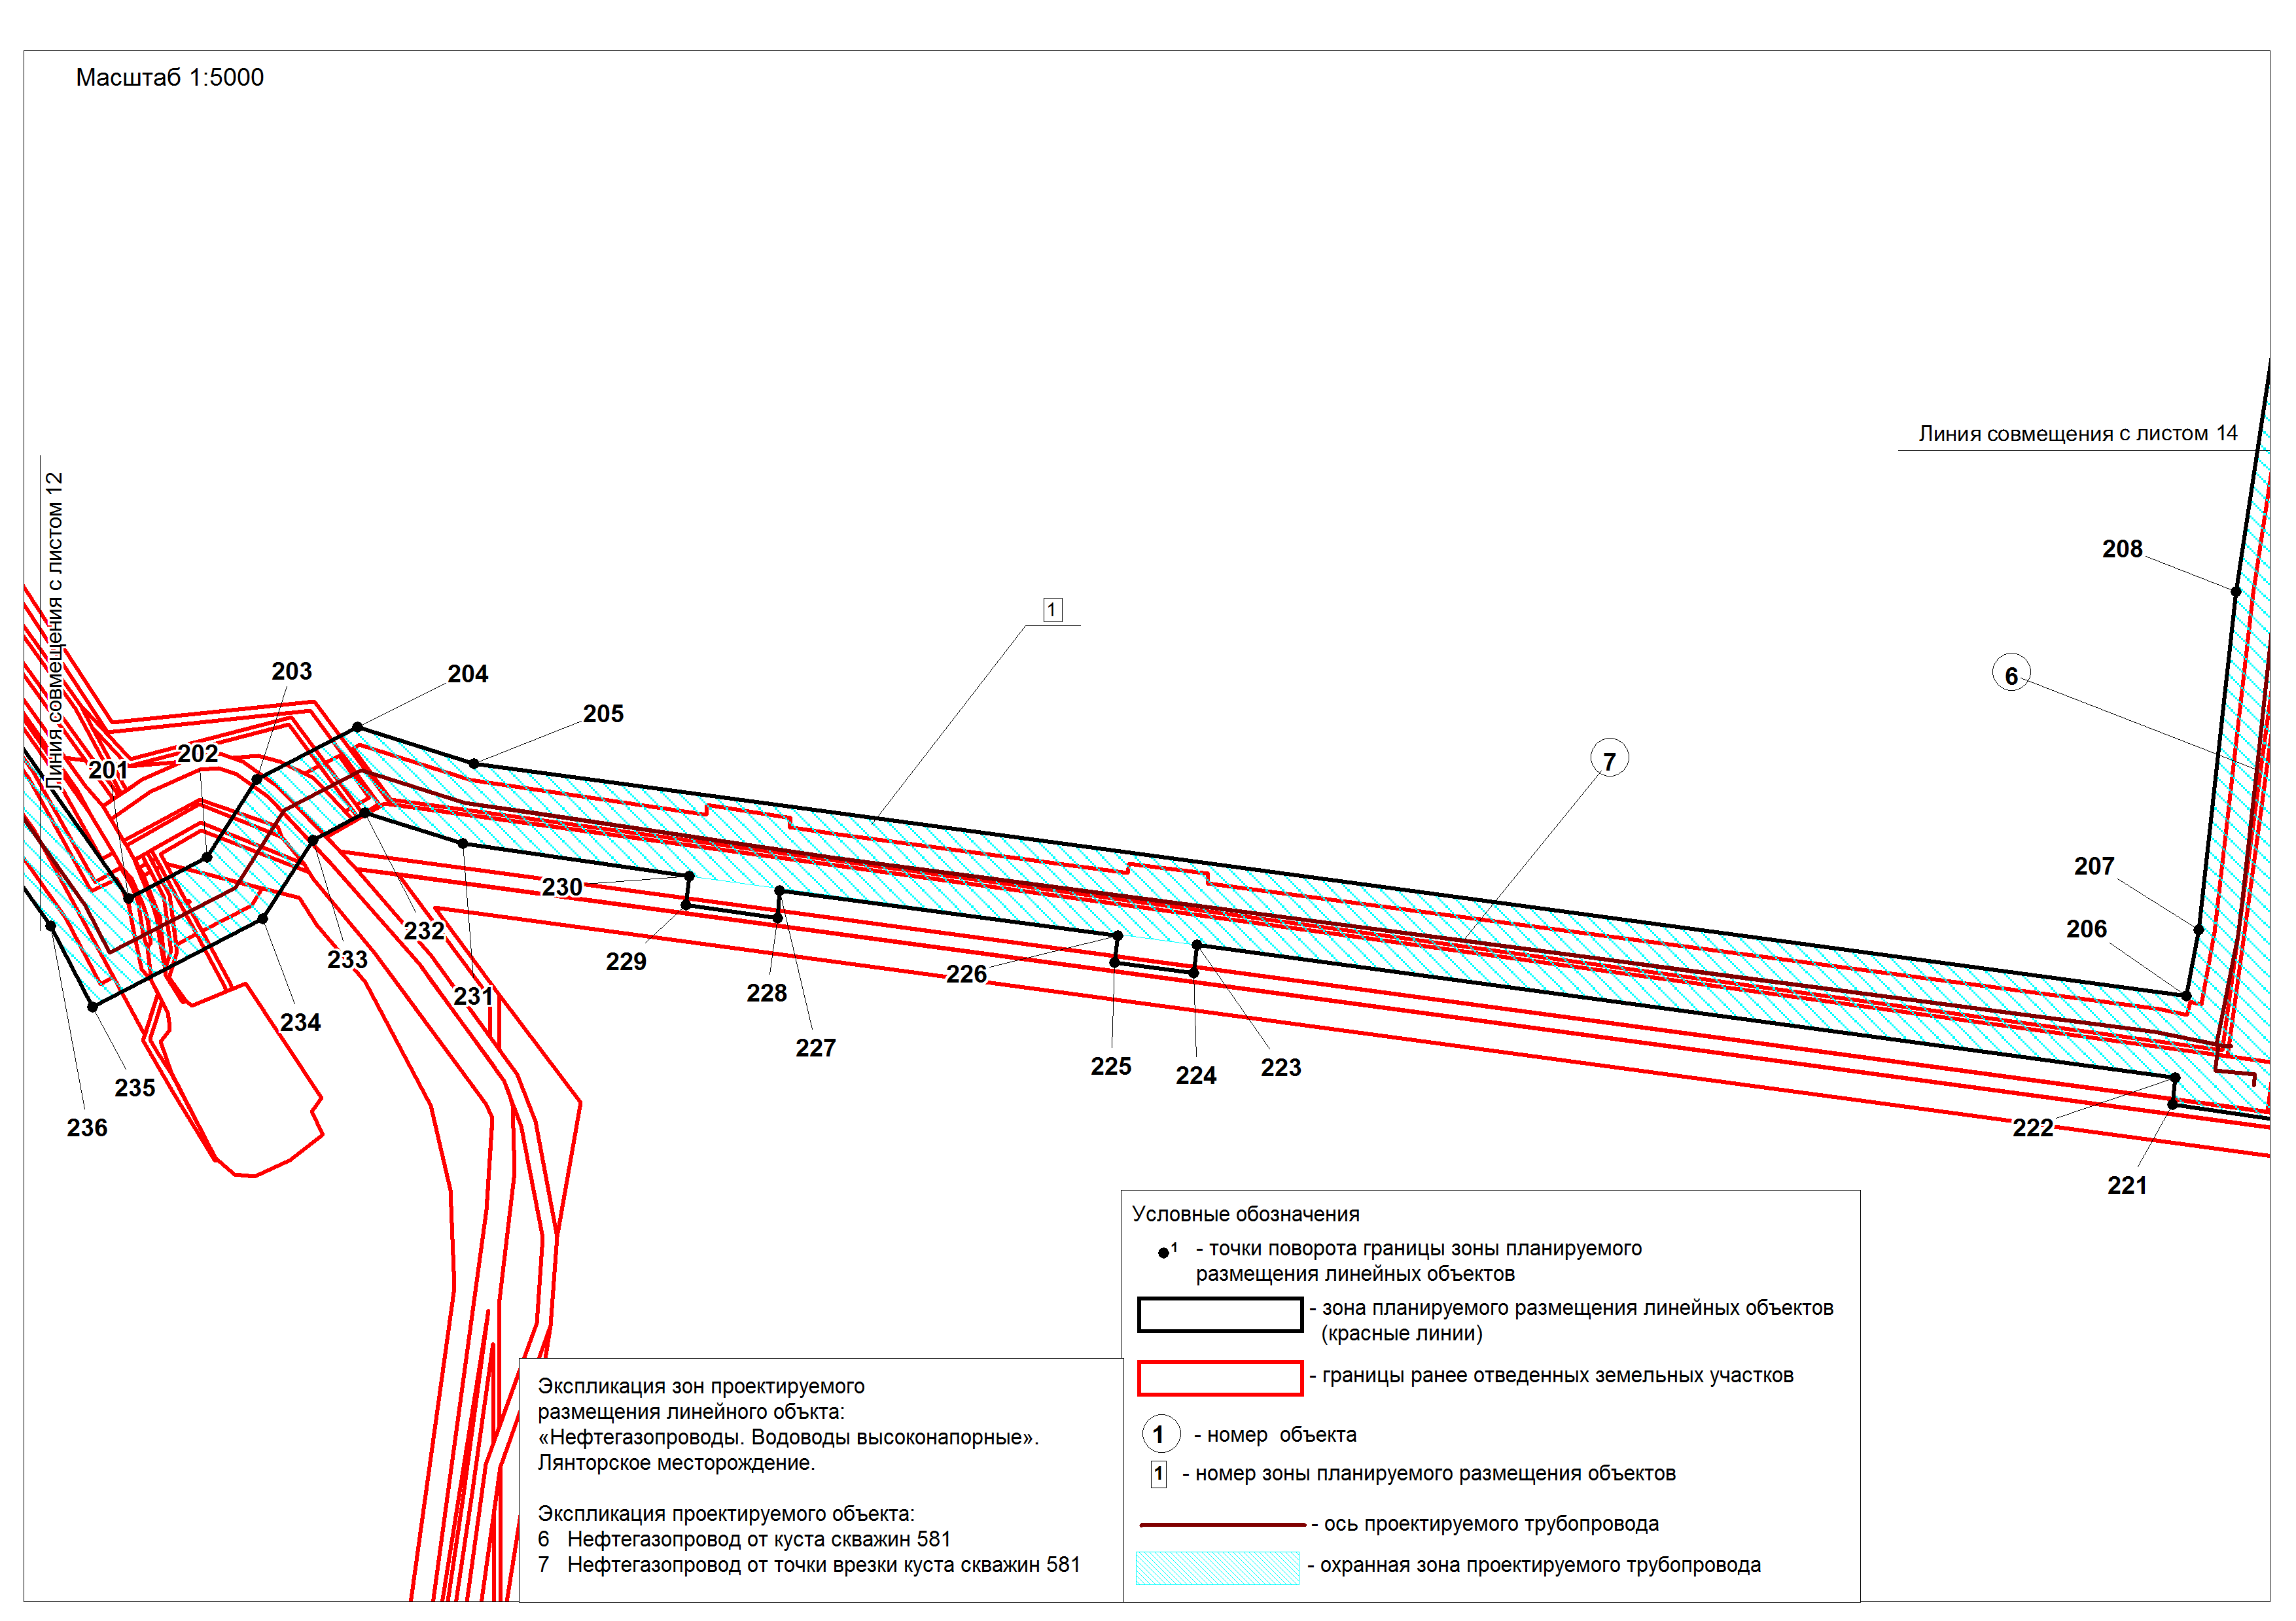 Масштаб 1:5000
Линия совмещения с листом 12
Линия совмещения с листом 14
208
1
6
203
204
205
7
202
201
207
206
230
232
233
229
226
231
228
234
227
225
224
223
235
236
222
221
Условные обозначения
1 - точки поворота границы зоны планируемого
размещения линейных объектов
- зона планируемого размещения линейных объектов
(красные линии)
- границы ранее отведенных земельных участков
1 - номер объекта
1 - номер зоны планируемого размещения объектов
- ось проектируемого трубопровода
- охранная зона проектируемого трубопровода
Экспликация зон проектируемого
размещения линейного объкта:
«Нефтегазопроводы. Водоводы высоконапорные».
Лянторское месторождение.
Экспликация проектируемого объекта:
6 Нефтегазопровод от куста скважин 581
7 Нефтегазопровод от точки врезки куста скважин 581